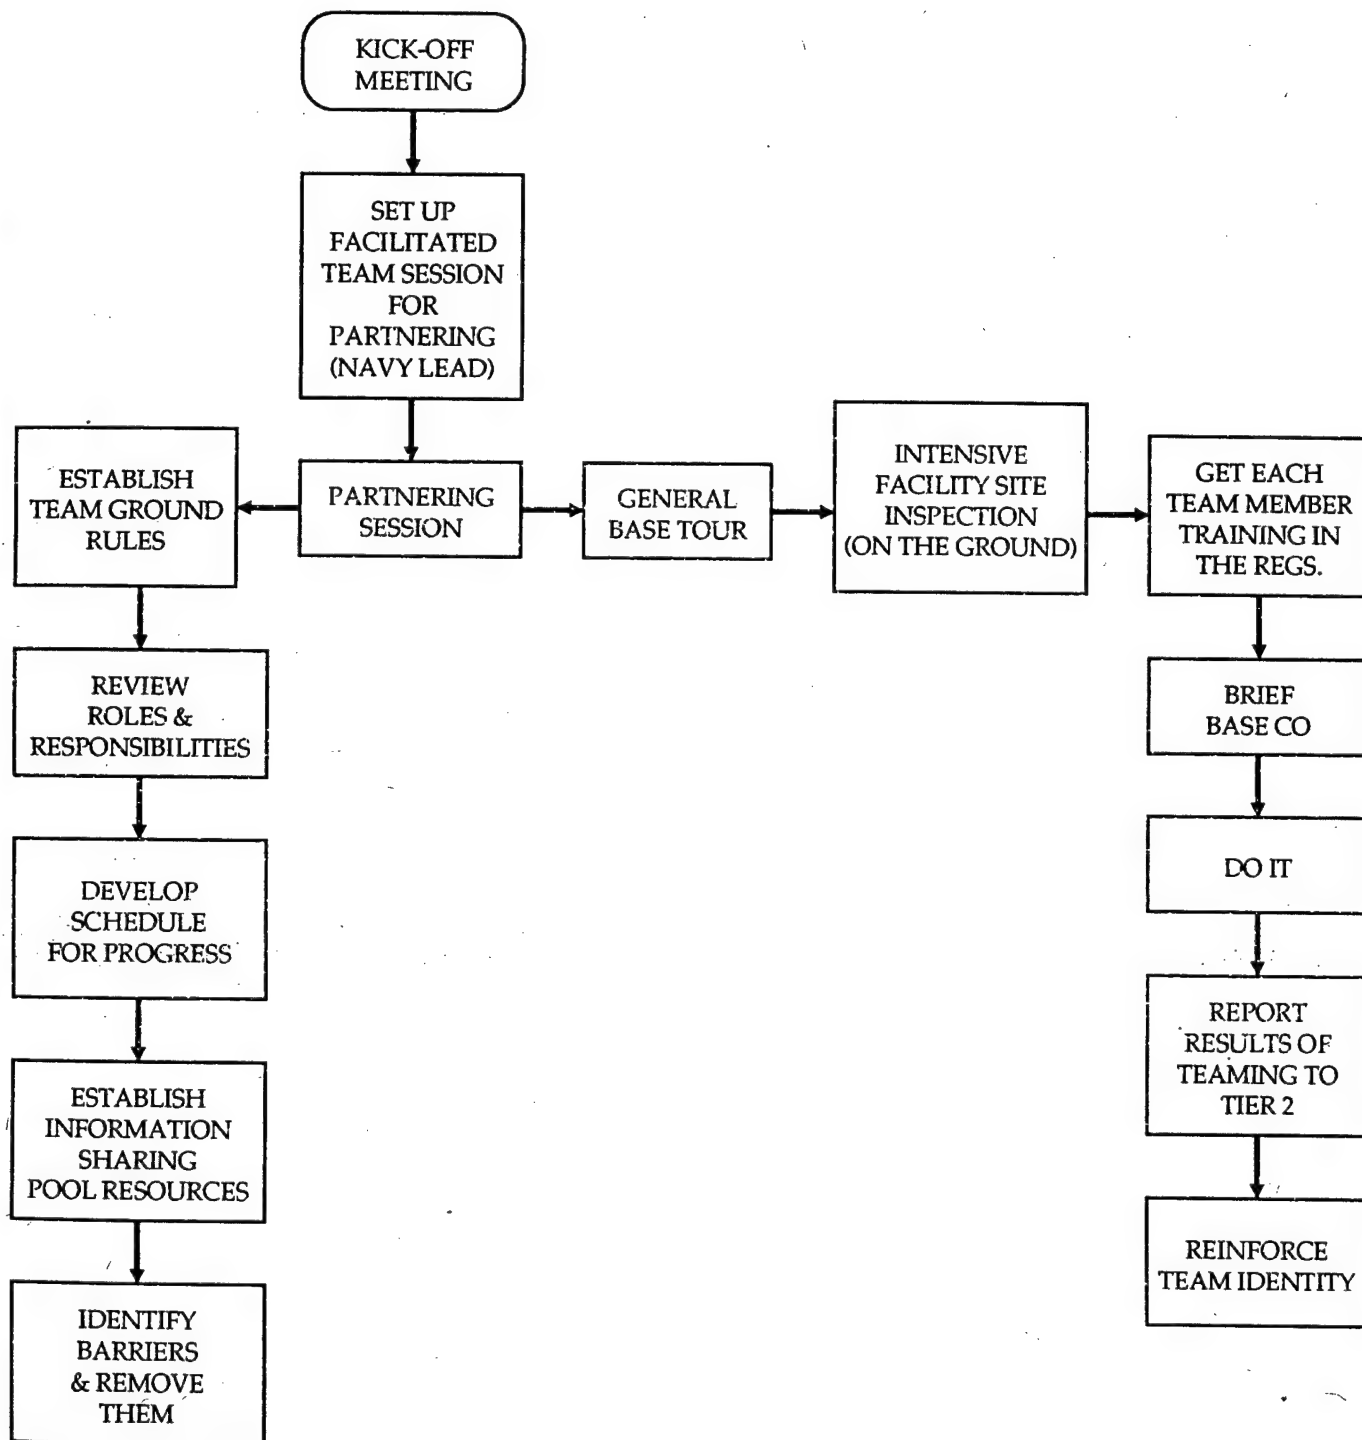 KICK-OFF
MEETING
SET UP
FACILITATED
TEAM SESSION
FOR
PARTNERING
(NAVY LEAD)
ESTABLISH
TEAM GROUND
RULES
PARTNERING
SESSION
GENERAL
BASE TOUR
INTENSIVE
FACILITY SITE
INSPECTION
(ON THE GROUND)
GET EACH
TEAM MEMBER
TRAINING IN
THE REGS.
REVIEW
ROLES &
RESPONSIBILITIES
DEVELOP
SCHEDULE
FOR PROGRESS
ESTABLISH
INFORMATION
SHARING
POOL RESOURCES
IDENTIFY
BARRIERS
& REMOVE
THEM
BRIEF
BASE CO
DO IT
REPORT
RESULTS OF
TEAMING TO
TIER 2
REINFORCE
TEAM IDENTITY